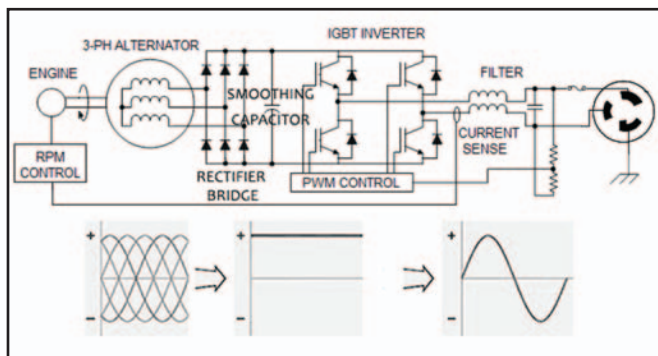 3-PH ALTERNATOR
IGBT INVERTER
ENGINE
FILTER
SMOOTHING
CAPACITOR
CURRENT
SENSE
RPM
CONTROL
RECTIFIER
BRIDGE
PWM CONTROL
+
+
+
−
−
−